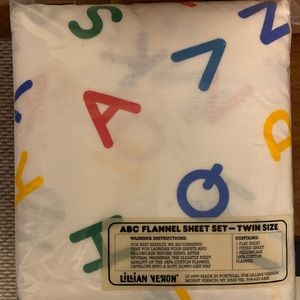 S
A
Z
A
V
K
Q
D
H
ABC FLANNEL SHEET SET— TWIN SIZE
WASHING INSTRUCTIONS:
FOR BEST RESULTS, WE RECOMMEND
THAT YOU LAUNDER YOUR SHEETS AND
PILLOWCASE BEFORE USING. AFTER
SEVERAL WASHINGS THE SLIGHTLY FUZZY
QUALITY OF THE 100% COTTON FLANNEL
DEVELOPS INTO A SOFT DOWN-LIKE NAP.
CONTAINS:
1 FLAT SHEET
1 FITTED SHEET
1 PILLOWCASE
100% COTTON
FLANNEL
LILLIAN VERNON
MADE IN PORTUGAL FOR LILLIAN VERNON
MOUNT VERNON NY 10550